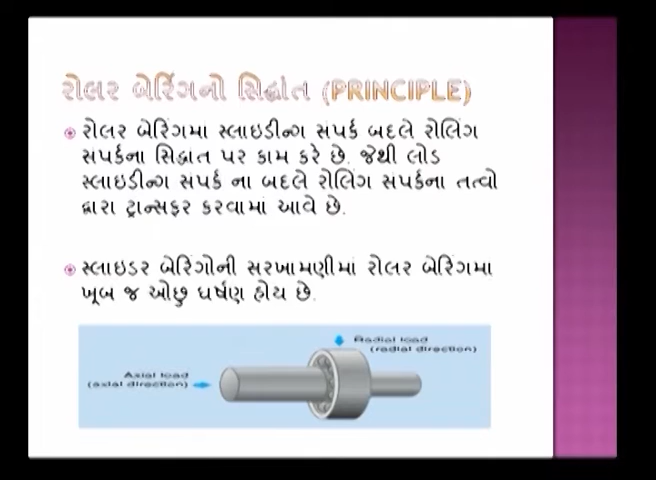 રોલર બેરિંગનો સિદ્ધાંત (PRINCIPLE)
રોલર બેરિંગમા સ્લાઇડીન્ગ સંપર્ક બદલે રોલિંગ
સંપર્કના સિદ્ધાત પર કામ કરે છે. જેથી લોડ
સ્લાઇડીન્ગ સંપર્ક ના બદલે રોલિંગ સંપર્કના તત્વો
દ્વારા ટ્રાન્સફર કરવામા આવે છે.
સ્લાઇડર બેરિંગોની સરખામણીમાં રોલર બેરિંગમા
ખૂબ જ ઓછુ ઘર્ષણ હોય છે.
Radial load
(radial direction)
Axial load
(axial direction)